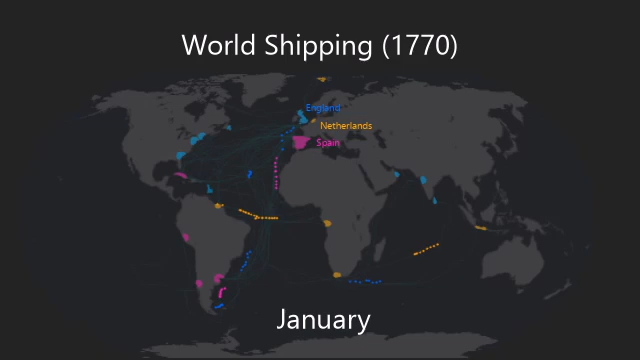 World Shipping (1770)
England
Netherlands
Spain
January